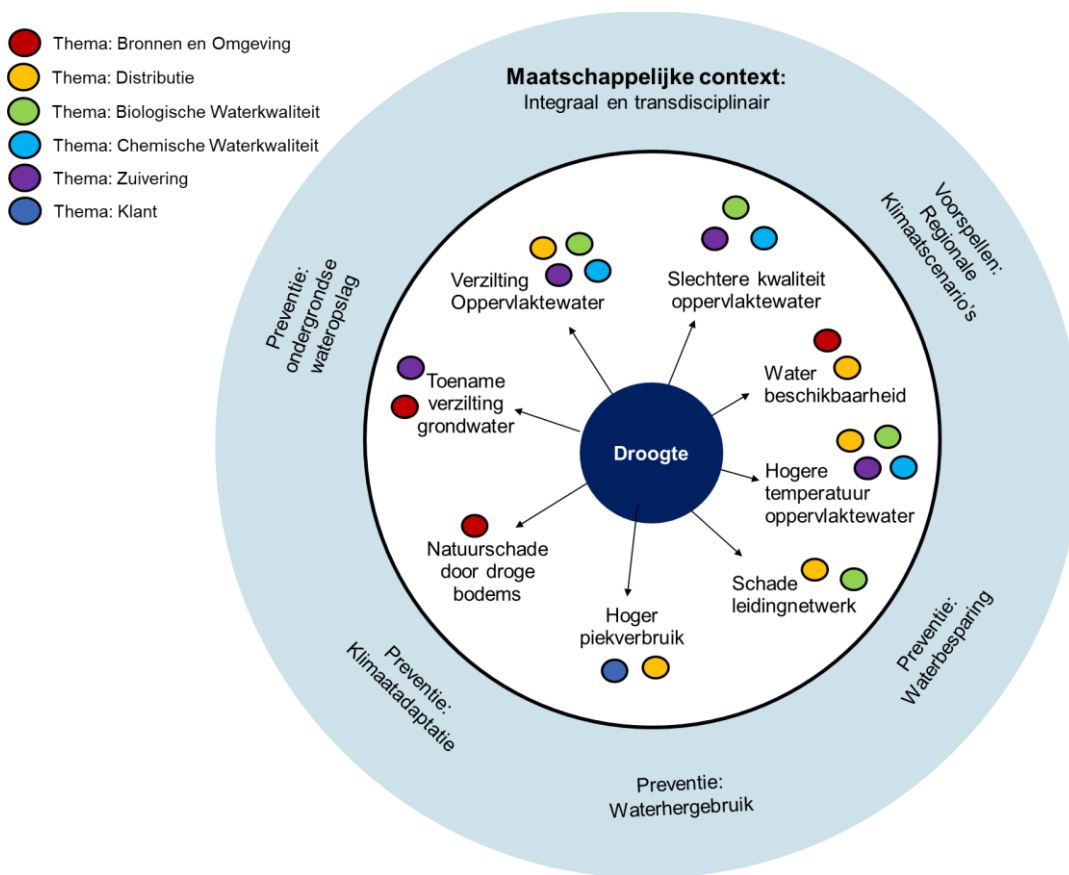 Thema: Bronnen en Omgeving
Thema: Distributie
Thema: Biologische Waterkwaliteit
Thema: Chemische Waterkwaliteit
Thema: Zuivering
Thema: Klant
Maatschappelijke context:
Integraal en transdisciplinair
Voorspellen:
Regionale
Klimaatscenario's
Preventie:
ondergrondse
wateropslag
Verzilting
Oppervlaktewater
Slechtere kwaliteit
oppervlaktewater
Toename
verzilting
grondwater
Water
beschikbaarheid
Droogte
Hogere
temperatuur
oppervlaktewater
Natuurschade
door droge
bodems
Schade
leidingnetwerk
Hoger
piekverbruik
Preventie:
Klimaatadaptatie
Preventie:
Waterbesparing
Preventie:
Waterhergebruik